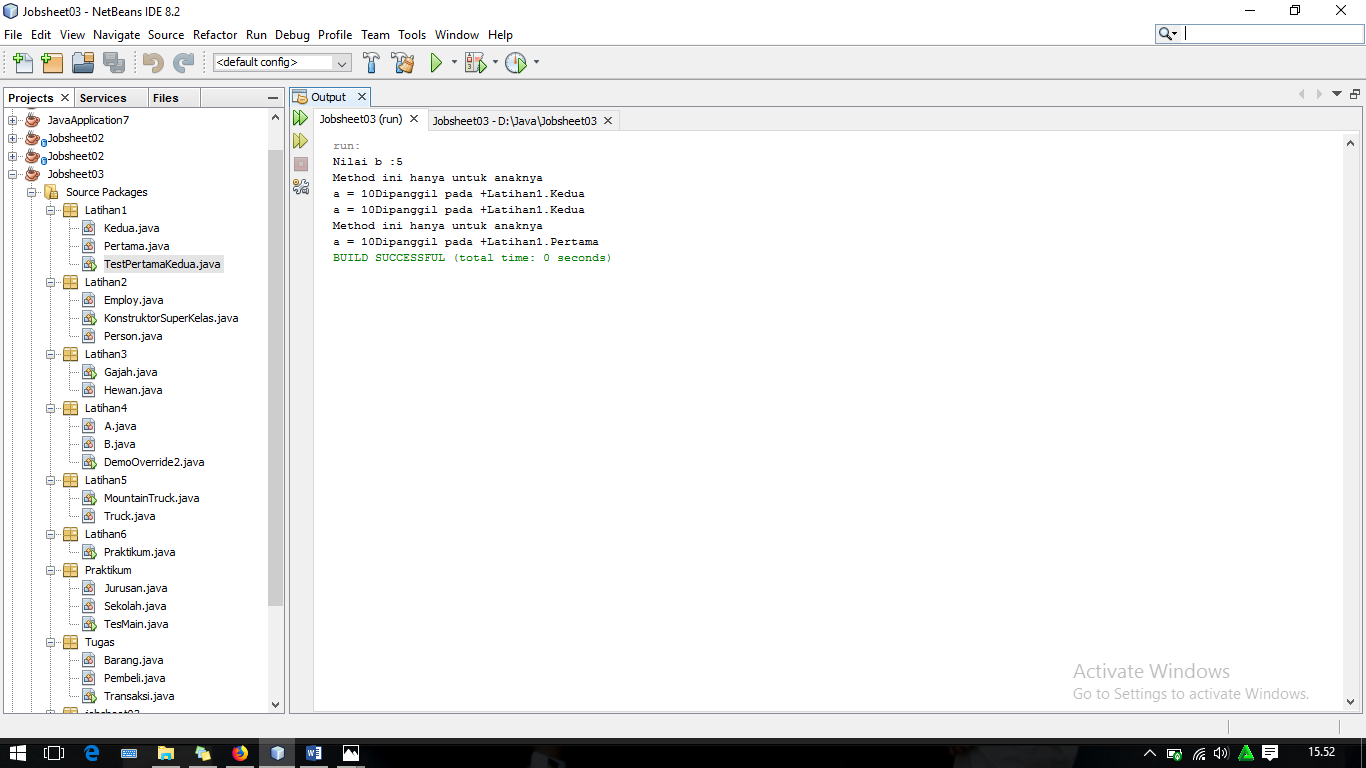 Jobsheet03 - NetBeans IDE 8.2
File Edit View Navigate Source Refactor Run Debug Profile Team Tools Window Help
<default config>
Projects Services Files
JavaApplication7
Jobsheet02
Jobsheet02
Jobsheet03
Source Packages
Latihan1
Kedua.java
Pertama.java
TestPertamaKedua.java
Latihan2
Employ.java
KonstruktorSuperKelas.java
Person.java
Latihan3
Gajah.java
Hewan.java
Latihan4
A.java
B.java
DemoOverride2.java
Latihan5
MountainTruck.java
Truck.java
Latihan6
Praktikum.java
Praktikum
Jurusan.java
Sekolah.java
TesMain.java
Tugas
Barang.java
Pembeli.java
Transaksi.java
Output
Jobsheet03 (run) Jobsheet03 - D:\Java\Jobsheet03
run:
Nilai b :5
Method ini hanya untuk anaknya
a = 10Dipanggil pada +Latihan1.Kedua
a = 10Dipanggil pada +Latihan1.Kedua
Method ini hanya untuk anaknya
a = 10Dipanggil pada +Latihan1.Pertama
BUILD SUCCESSFUL (total time: 0 seconds)
Activate Windows
Go to Settings to activate Windows.
15.52